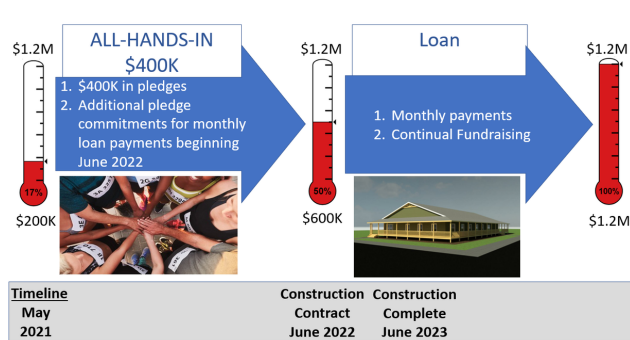 ALL-HANDS-IN
$400K
Loan
$1.2M
$1.2M
$1.2M
1. $400K in pledges
2. Additional pledge
commitments for monthly
loan payments beginning
June 2022
1. Monthly payments
2. Continual Fundraising
17%
50%
100%
$200K
$600K
$1.2M
Timeline
May
2021
Construction
Contract
June 2022
Construction
Complete
June 2023